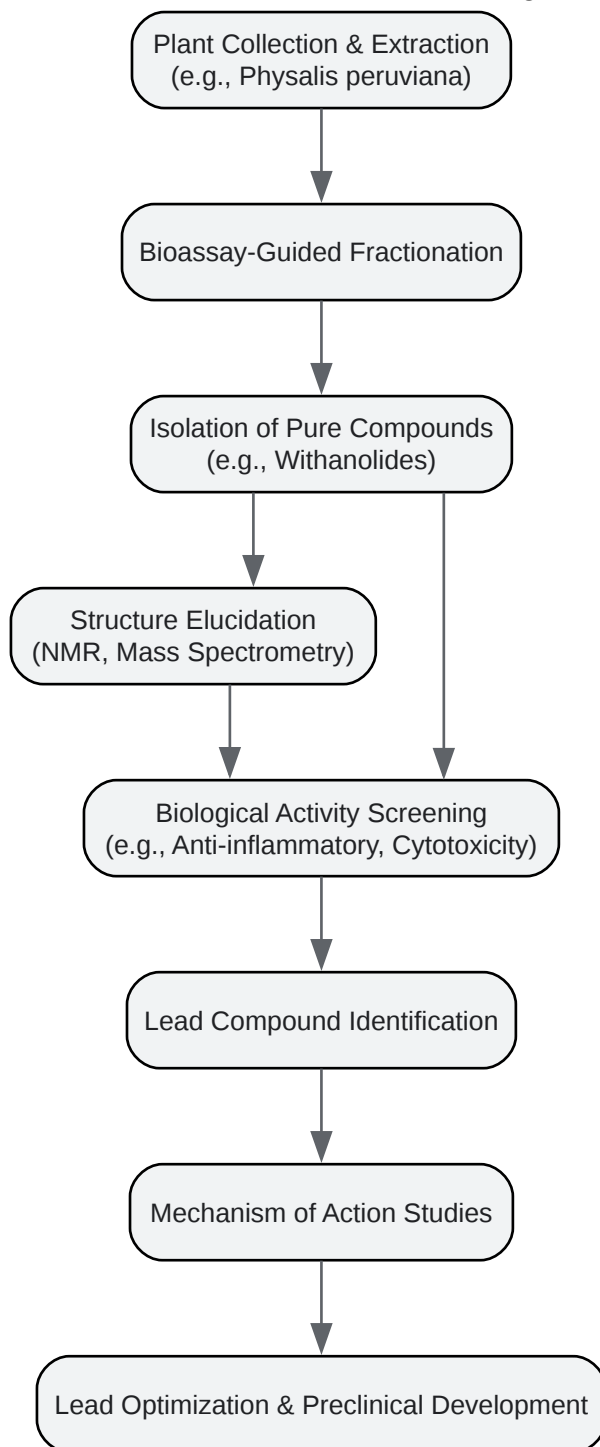 Plant Collection & Extraction
(e.g., Physalis peruviana)
Bioassay-Guided Fractionation
Isolation of Pure Compounds
(e.g., Withanolides)
Structure Elucidation
(NMR, Mass Spectrometry)
Biological Activity Screening
(e.g., Anti-inflammatory, Cytotoxicity)
Lead Compound Identification
Mechanism of Action Studies
Lead Optimization & Preclinical Development